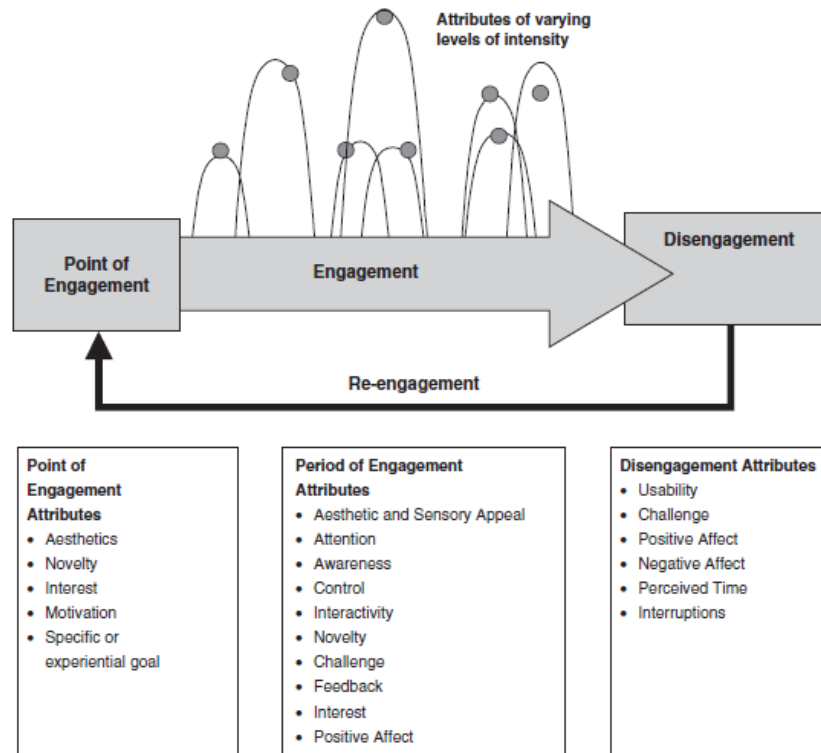 Attributes of varying
levels of intensity
Point of
Engagement
Engagement
Disengagement
Re-engagement
Point of
Engagement
Attributes
• Aesthetics
• Novelty
• Interest
• Motivation
• Specific or
experiential goal
Period of Engagement
Attributes
• Aesthetic and Sensory Appeal
• Attention
• Awareness
• Control
• Interactivity
• Novelty
• Challenge
• Feedback
• Interest
• Positive Affect
Disengagement Attributes
• Usability
• Challenge
• Positive Affect
• Negative Affect
• Perceived Time
• Interruptions